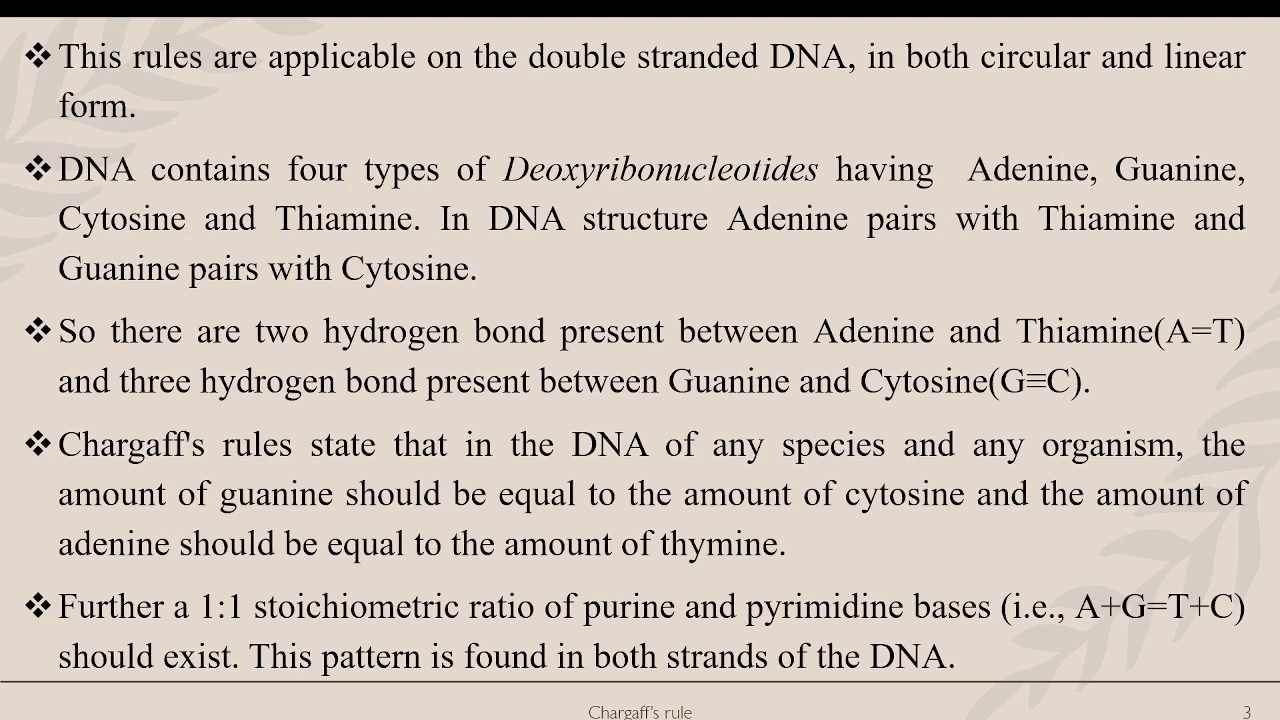 ❖ This rules are applicable on the double stranded DNA, in both circular and linear
form.
❖ DNA contains four types of Deoxyribonucleotides having Adenine, Guanine,
Cytosine and Thiamine. In DNA structure Adenine pairs with Thiamine and
Guanine pairs with Cytosine.
❖ So there are two hydrogen bond present between Adenine and Thiamine(A=T)
and three hydrogen bond present between Guanine and Cytosine(G≡C).
❖ Chargaff's rules state that in the DNA of any species and any organism, the
amount of guanine should be equal to the amount of cytosine and the amount of
adenine should be equal to the amount of thymine.
❖ Further a 1:1 stoichiometric ratio of purine and pyrimidine bases (i.e., A+G=T+C)
should exist. This pattern is found in both strands of the DNA.
Chargaff’s rule
3